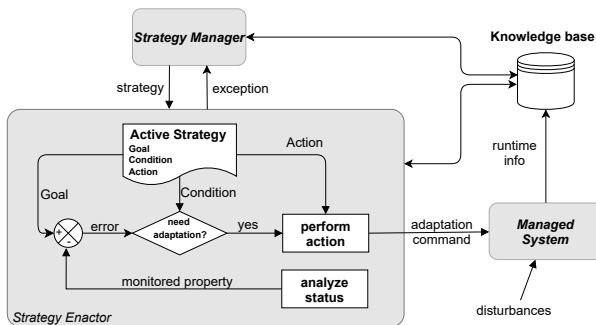 Strategy Manager
Knowledge base
strategy
exception
Active Strategy
Goal
Condition
Action
Action
runtime
info
Goal
Condition
+
-
error
need
adaptation?
yes
perform
action
adaptation
command
Managed
System
monitored property
analyze
status
disturbances
Strategy Enactor